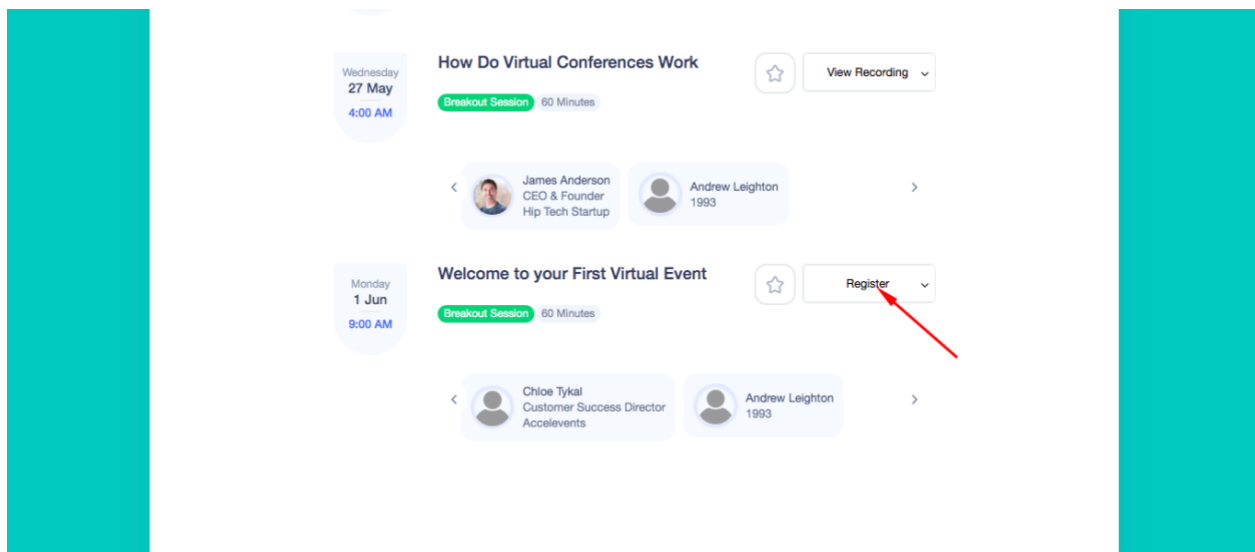 Wednesday
27 May
4:00 AM
How Do Virtual Conferences Work
Breakout Session 60 Minutes
View Recording
James Anderson
CEO & Founder
Hip Tech Startup
Andrew Leighton
1993
Monday
1 Jun
9:00 AM
Welcome to your First Virtual Event
Breakout Session 60 Minutes
Register
Chloe Tykal
Customer Success Director
Accelevents
Andrew Leighton
1993